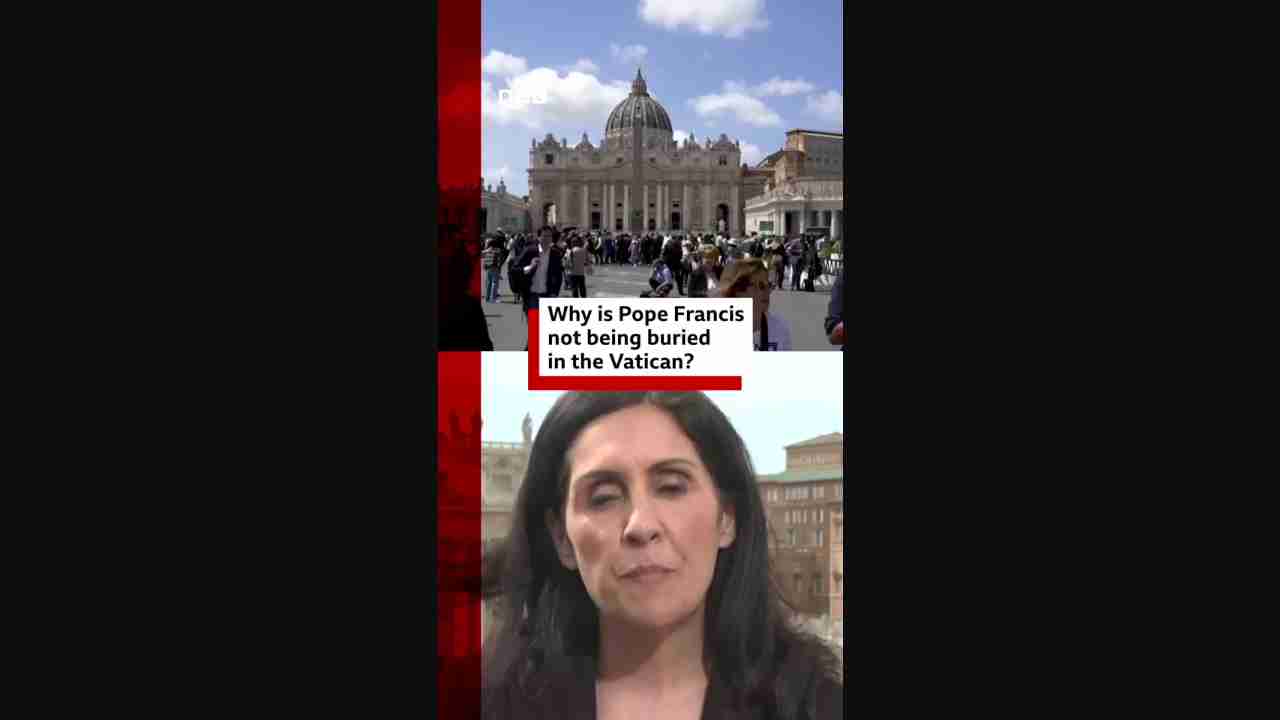 Why is Pope Francis
not being buried
in the Vatican?